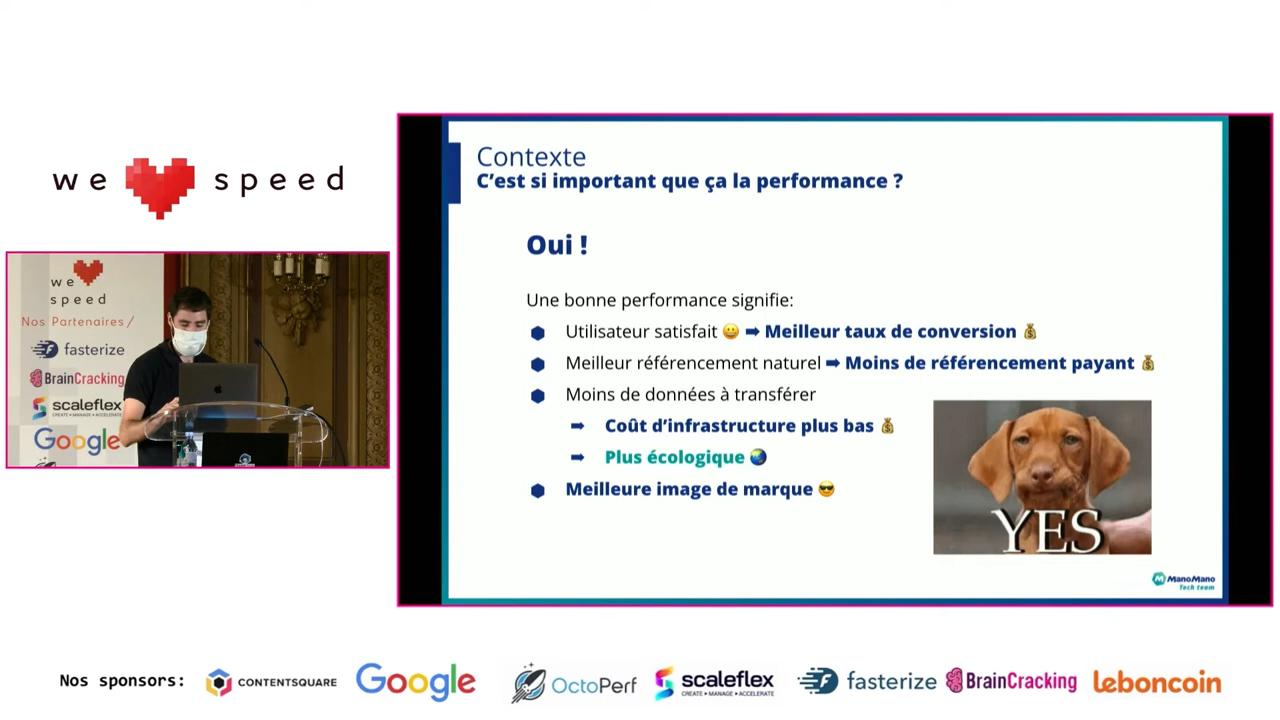 we speed
we
speed
Nos Partenaires/
fasterize
BrainCracking
scaleflex
CREATE • MANAGE • ACCELERATE
Google
Contexte
C'est si important que ça la performance ?
Oui !
Une bonne performance signifie:
Utilisateur satisfait 😀 ➡ Meilleur taux de conversion 💰
Meilleur référencement naturel ➡ Moins de référencement payant 💰
Moins de données à transférer
➡ Coût d'infrastructure plus bas 💰
➡ Plus écologique 🌏
Meilleure image de marque 😎
YES
ManoMano
Tech team
Nos sponsors: CONTENTSQUARE Google OctoPerf scaleflex CREATE • MANAGE • ACCELERATE fasterize BrainCracking leboncoin